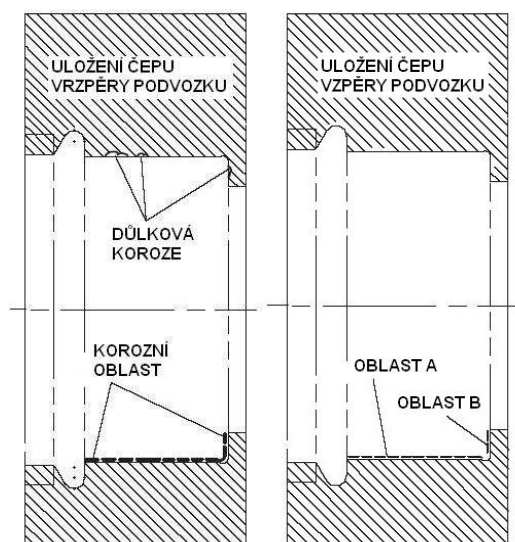 ULOŽENÍ ČEPU
VRZPĚRY PODVOZKU
DŮLKOVÁ
KOROZE
KOROZNÍ
OBLAST
ULOŽENÍ ČEPU
VZPĚRY PODVOZKU
OBLAST A
OBLAST B